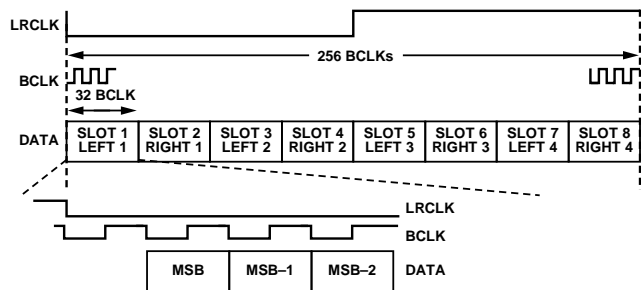 LRCLK
256 BCLKs
BCLK
32 BCLK
DATA
SLOT 1
LEFT 1
SLOT 2
RIGHT 1
SLOT 3
LEFT 2
SLOT 4
RIGHT 2
SLOT 5
LEFT 3
SLOT 6
RIGHT 3
SLOT 7
LEFT 4
SLOT 8
RIGHT 4
LRCLK
BCLK
MSB
MSB–1
MSB–2
DATA